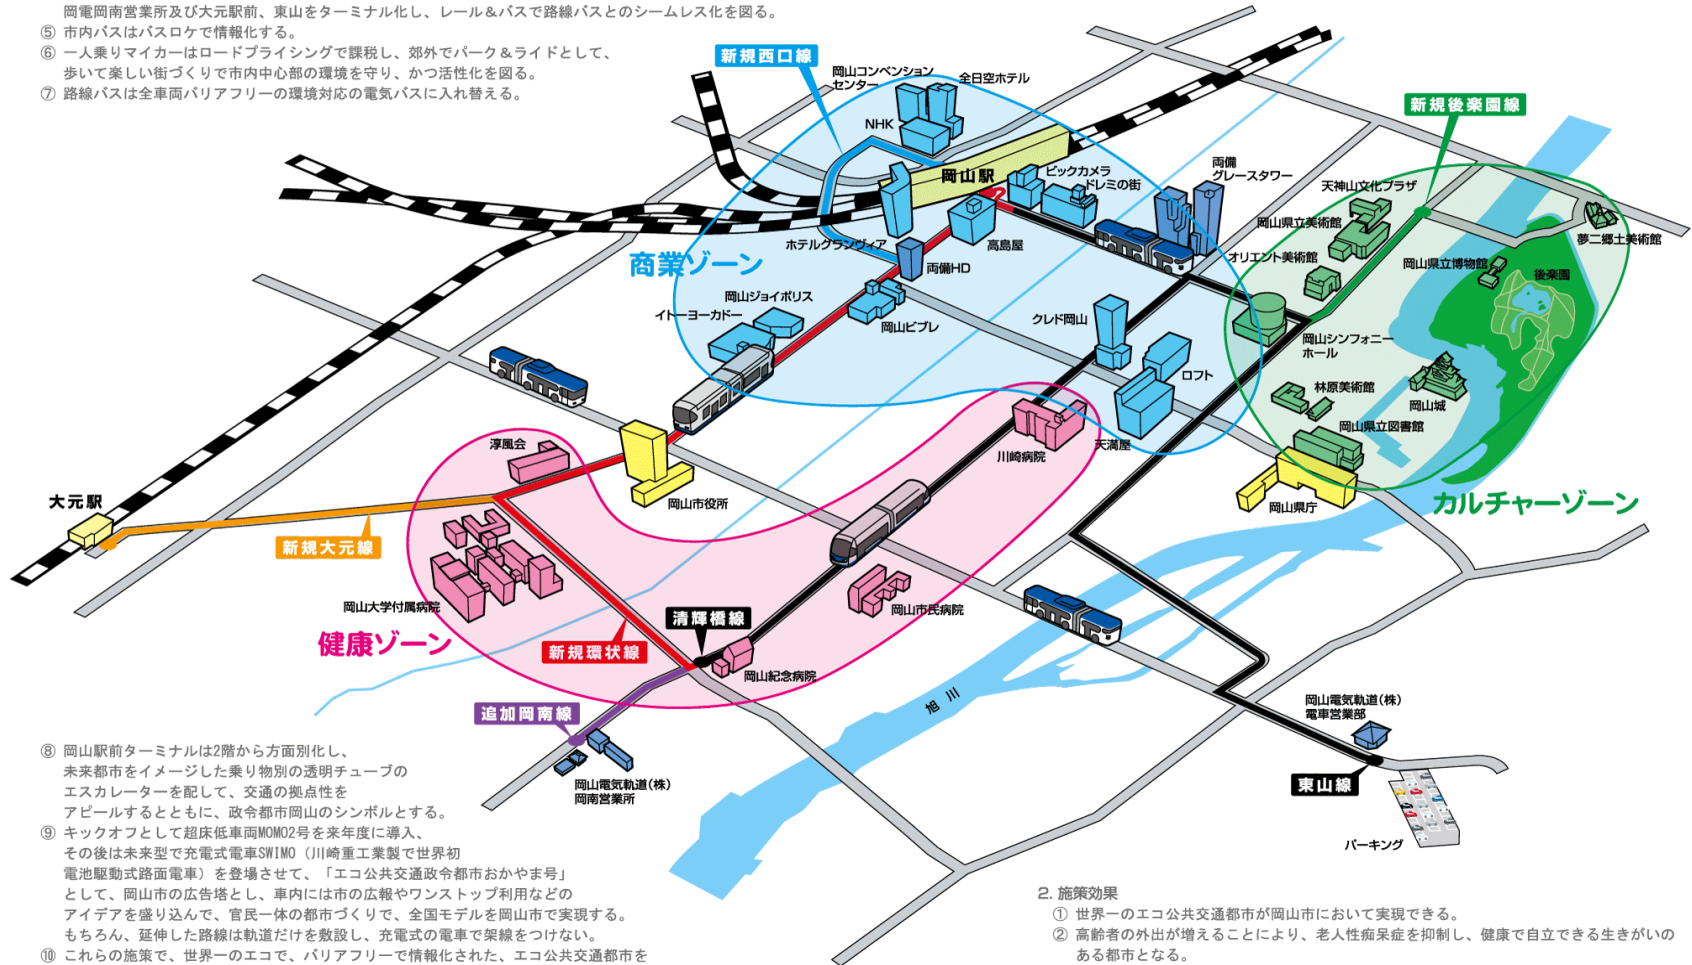 岡電岡南営業所及び大元駅前、東山をターミナル化し、レール＆バスで路線バスとのシームレス化を図る。
⑤ 市内バスはバスロケで情報化する。
⑥ 一人乗りマイカーはロードプライシングで課税し、郊外でパーク＆ライドとして、
歩いて楽しい街づくりで市内中心部の環境を守り、かつ活性化を図る。
⑦ 路線バスは全車両バリアフリーの環境対応の電気バスに入れ替える。
新規西口線
岡山コンベンション
センター
全日空ホテル
NHK
新規後楽園線
岡山駅
ビックカメラ
ドレミの街
両備
グレースタワー
天神山文化プラザ
岡山県立美術館
夢二郷土美術館
ホテルグランヴィア
高島屋
オリエント美術館
岡山県立博物館
後楽園
商業ゾーン
両備HD
岡山ジョイポリス
イトーヨーカドー
岡山ビブレ
クレド岡山
岡山シンフォニー
ホール
ロフト
林原美術館
岡山城
岡山県立図書館
淳風会
川崎病院
天満屋
大元駅
岡山市役所
岡山県庁
カルチャーゾーン
新規大元線
岡山大学付属病院
岡山市民病院
清輝橋線
健康ゾーン
新規環状線
岡山紀念病院
旭川
追加岡南線
岡山電気軌道(株)
電車営業部
岡山電気軌道(株)
岡南営業所
東山線
パーキング
⑧ 岡山駅前ターミナルは2階から方面別化し、
未来都市をイメージした乗り物別の透明チューブの
エスカレーターを配して、交通の拠点性を
アピールするとともに、政令都市岡山のシンボルとする。
⑨ キックオフとして超床低車両MOMO2号を来年度に導入、
その後は未来型で充電式電車SWIMO（川崎重工業製で世界初
電池駆動式路面電車）を登場させて、「エコ公共交通政令都市おかやま号」
として、岡山市の広告塔とし、車内には市の広報やワンストップ利用などの
アイデアを盛り込んで、官民一体の都市づくりで、全国モデルを岡山市で実現する。
もちろん、延伸した路線は軌道だけを敷設し、充電式の電車で架線をつけない。
⑩ これらの施策で、世界一のエコで、バリアフリーで情報化された、エコ公共交通都市を
2. 施策効果
① 世界一のエコ公共交通都市が岡山市において実現できる。
② 高齢者の外出が増えることにより、老人性痴呆症を抑制し、健康で自立できる生きがいの
ある都市となる。